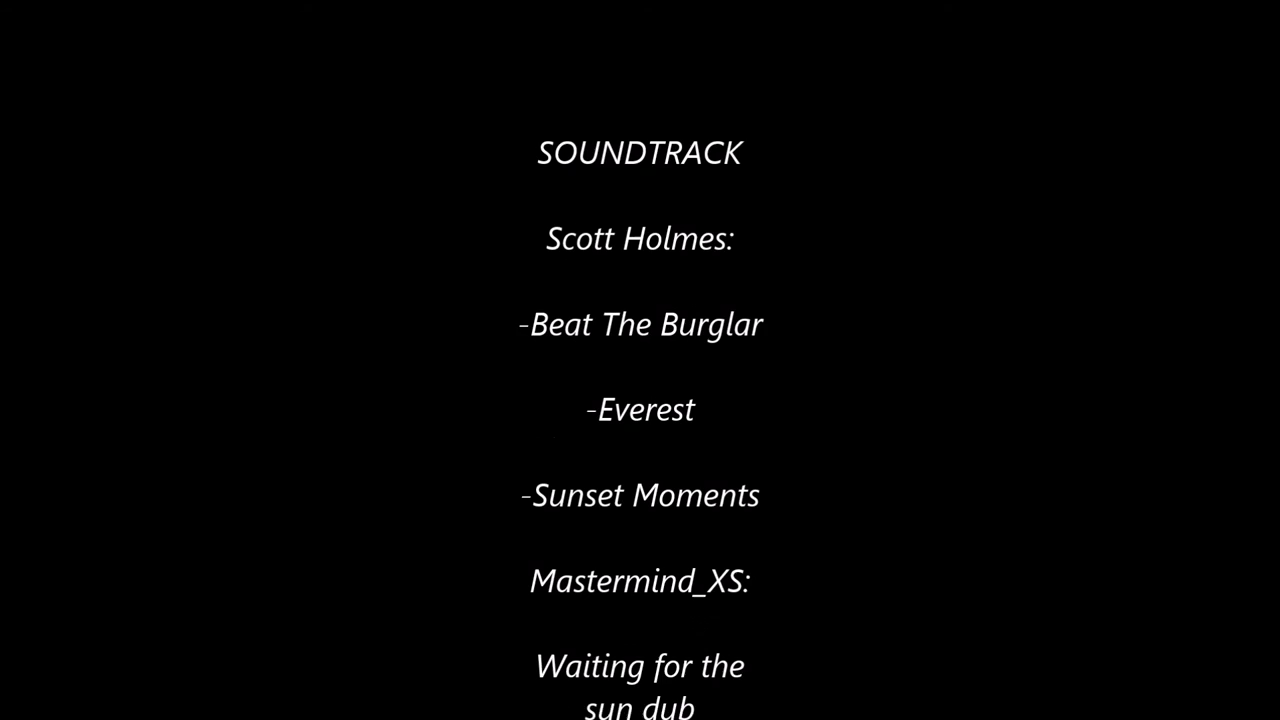 SOUNDTRACK
Scott Holmes:
-Beat The Burglar
-Everest
-Sunset Moments
Mastermind_XS:
Waiting for the
sun dub